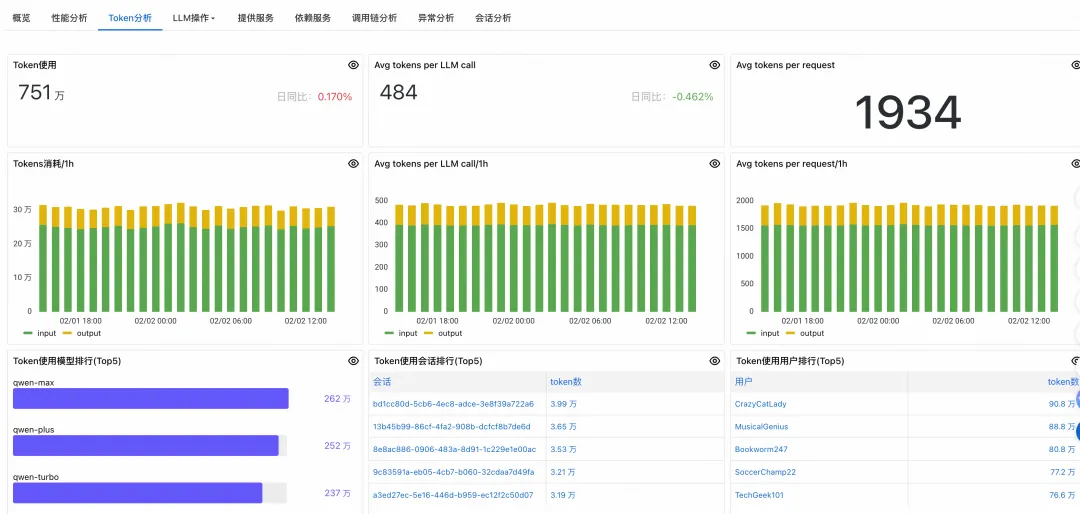 概览 性能分析 Token分析 LLM操作 提供服务 依赖服务 调用链分析 异常分析 会话分析
Token使用
751 万
日同比: 0.170%
Avg tokens per LLM call
484
日同比: -0.462%
Avg tokens per request
1934
Tokens消耗/1h
30 万
20 万
10 万
0
02/01 18:00 02/02 00:00 02/02 06:00 02/02 12:00
input output
Avg tokens per LLM call/1h
500
400
300
200
100
0
02/01 18:00 02/02 00:00 02/02 06:00 02/02 12:00
input output
Avg tokens per request/1h
2000
1500
1000
500
0
02/01 18:00 02/02 00:00 02/02 06:00 02/02 12:00
input output
Token使用模型排行(Top5)
qwen-max
262 万
qwen-plus
252 万
qwen-turbo
237 万
Token使用会话排行(Top5)
会话 token数
bd1cc80d-5cb6-4ec8-adce-3e8f39a722a6 3.99 万
13b45b99-86cf-4fa2-908b-dcfcf8b7de6d 3.65 万
8e8ac886-0906-483a-8d91-1c229e1e00ac 3.53 万
9c83591a-eb05-4cb7-b060-32cdaa7d49fa 3.21 万
a3ed27ec-5e16-446d-b959-ec12f2c50d07 3.19 万
Token使用用户排行(Top5)
用户 token数
CrazyCatLady 90.8 万
MusicalGenius 88.8 万
Bookworm247 80.8 万
SoccerChamp22 77.2 万
TechGeek101 76.6 万